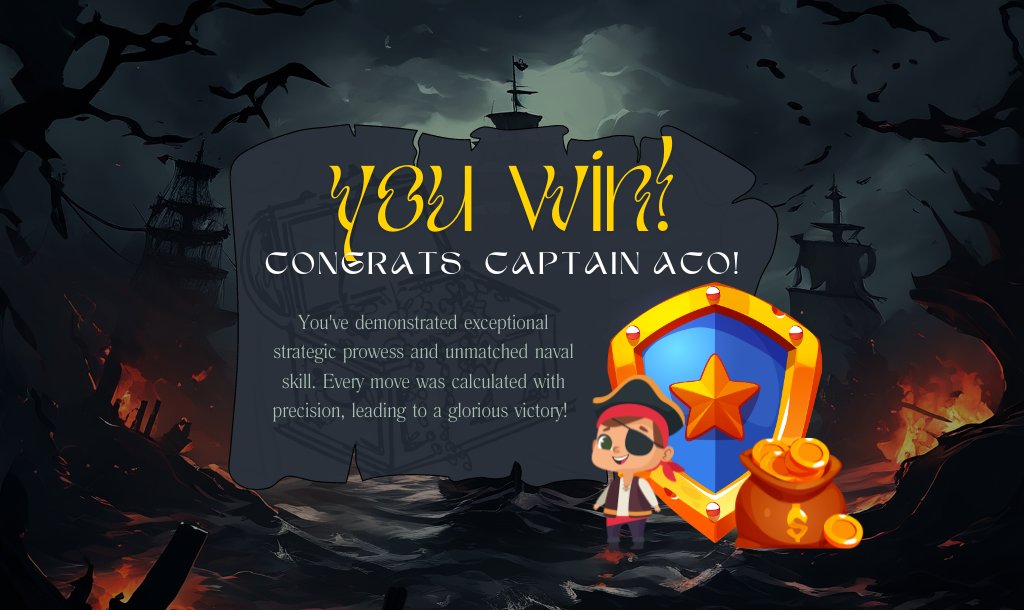 you win!
CONGRATS CAPTAIN ACO!
You've demonstrated exceptional
strategic prowess and unmatched naval
skill. Every move was calculated with
precision, leading to a glorious victory!
$